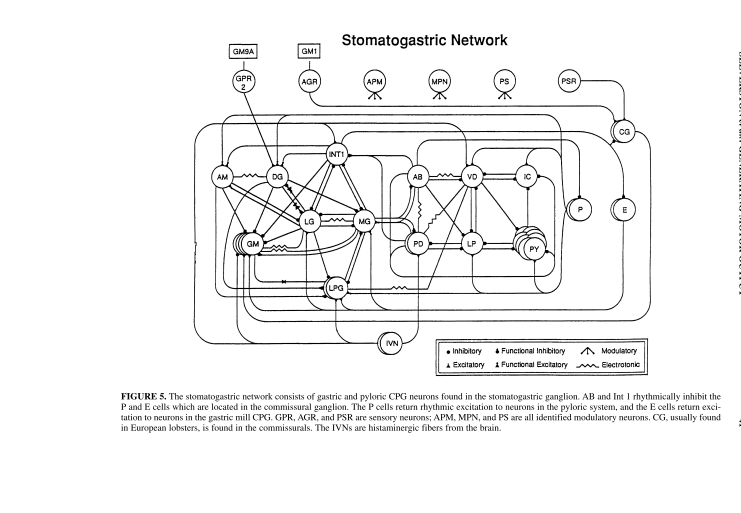 Stomatogastric Network
GM9A
GM1
GPR
2
AGR
APM
MPN
PS
PSR
CG
INT1
AM
DG
AB
VD
IC
LG
MG
P
E
GM
PD
LP
PY
LPG
IVN
Inhibitory
Functional Inhibitory
Modulatory
Excitatory
Functional Excitatory
Electrotonic
FIGURE 5. The stomatogastric network consists of gastric and pyloric CPG neurons found in the stomatogastric ganglion. AB and Int 1 rhythmically inhibit the
P and E cells which are located in the commissural ganglion. The P cells return rhythmic excitation to neurons in the pyloric system, and the E cells return exci-
tation to neurons in the gastric mill CPG. GPR, AGR, and PSR are sensory neurons; APM, MPN, and PS are all identified modulatory neurons. CG, usually found
in European lobsters, is found in the commissurals. The IVNs are histaminergic fibers from the brain.